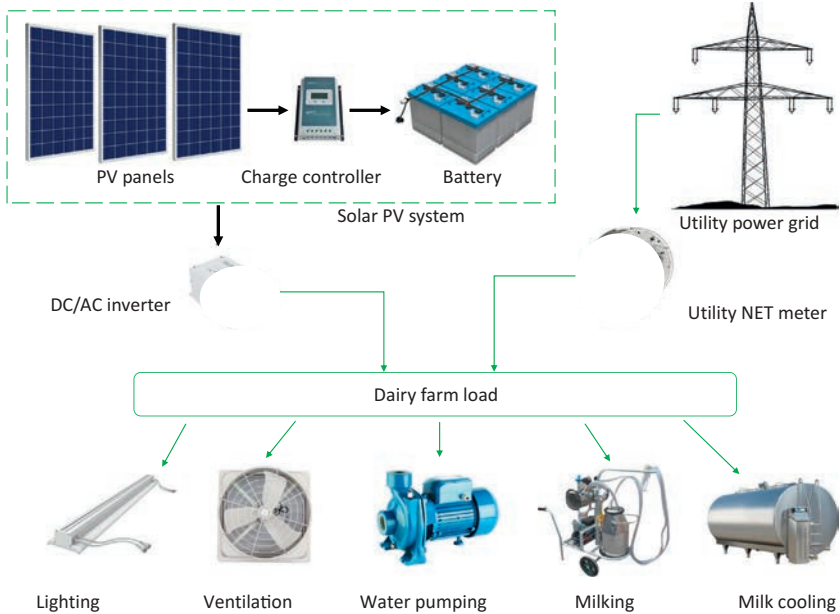 PV panels
Charge controller
Battery
Solar PV system
Utility power grid
DC/AC inverter
Utility NET meter
Dairy farm load
Lighting
Ventilation
Water pumping
Milking
Milk cooling